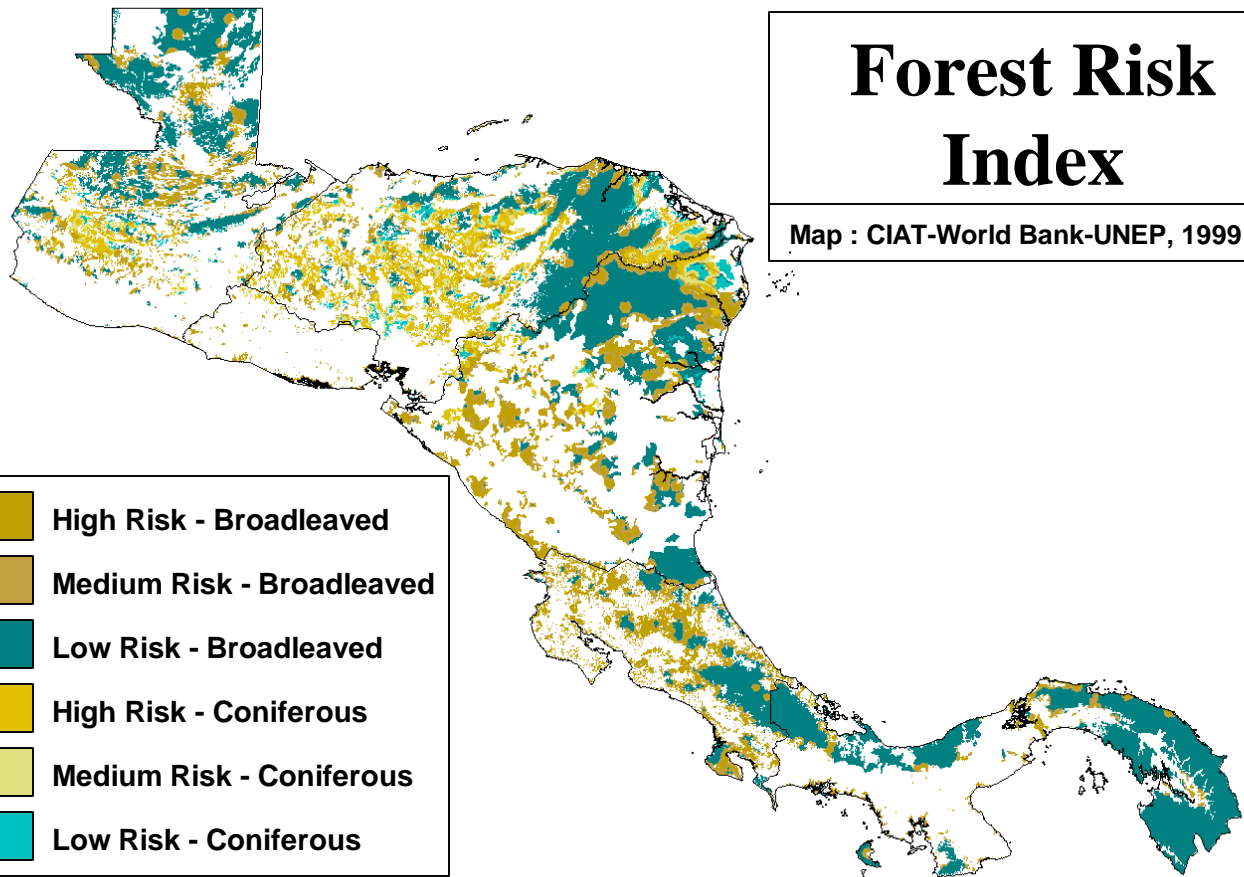 Forest Risk
Index
Map : CIAT-World Bank-UNEP, 1999
High Risk - Broadleaved
Medium Risk - Broadleaved
Low Risk - Broadleaved
High Risk - Coniferous
Medium Risk - Coniferous
Low Risk - Coniferous